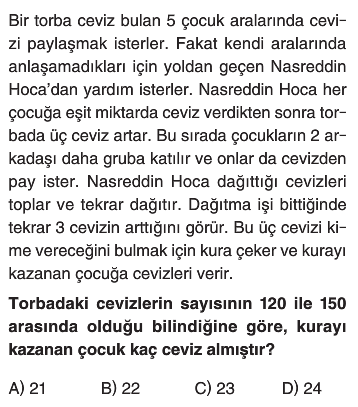 Bir torba ceviz bulan 5 çocuk aralarında cevi-
zi paylaşmak isterler. Fakat kendi aralarında
anlaşamadıkları için yoldan geçen Nasreddin
Hoca'dan yardım isterler. Nasreddin Hoca her
çocuğa eşit miktarda ceviz verdikten sonra tor-
bada üç ceviz artar. Bu sırada çocukların 2 ar-
kadaşı daha gruba katılır ve onlar da cevizden
pay ister. Nasreddin Hoca dağıttığı cevizleri
toplar ve tekrar dağıtır. Dağıtma işi bittiğinde
tekrar 3 cevizin arttığını görür. Bu üç cevizi ki-
me vereceğini bulmak için kura çeker ve kurayı
kazanan çocuğa cevizleri verir.
Torbadaki cevizlerin sayısının 120 ile 150
arasında olduğu bilindiğine göre, kurayı
kazanan çocuk kaç ceviz almıştır?
A) 21 B) 22 C) 23 D) 24